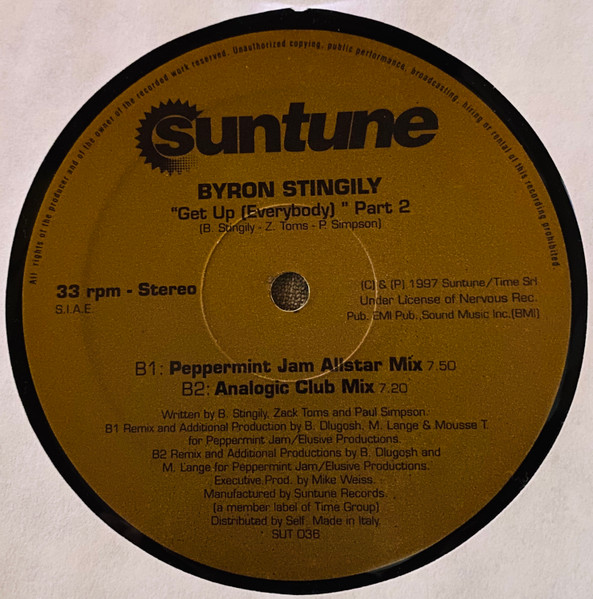 All rights of the producer and of the owner of the recorded work reserved. Unauthorized copying, public performance, broadcasting, hiring or rental of this recording prohibited
suntune
BYRON STINGILY
"Get Up (Everybody) " Part 2
(B. Stingily - Z. Toms - P. Simpson)
33 rpm - Stereo
S.I.A.E.
(C) & (P) 1997 Suntune/Time Srl
Under License of Nervous Rec.
Pub. EMI Pub.,Sound Music Inc.(BMI)
B1: Peppermint Jam Allstar Mix 7.50
B2: Analogic Club Mix 7.20
Written by B. Stingily, Zack Toms and Paul Simpson.
B1 Remix and Additional Production by B. Dlugosh, M. Lange & Mousse T.
for Peppermint Jam/Elusive Productions.
B2 Remix and Additional Productions by B. Dlugosh and
M. Lange for Peppermint Jam/Elusive Productions.
Executive Prod. by Mike Weiss.
Manufactured by Suntune Records.
(a member label of Time Group)
Distributed by Self. Made in Italy.
SUT 036